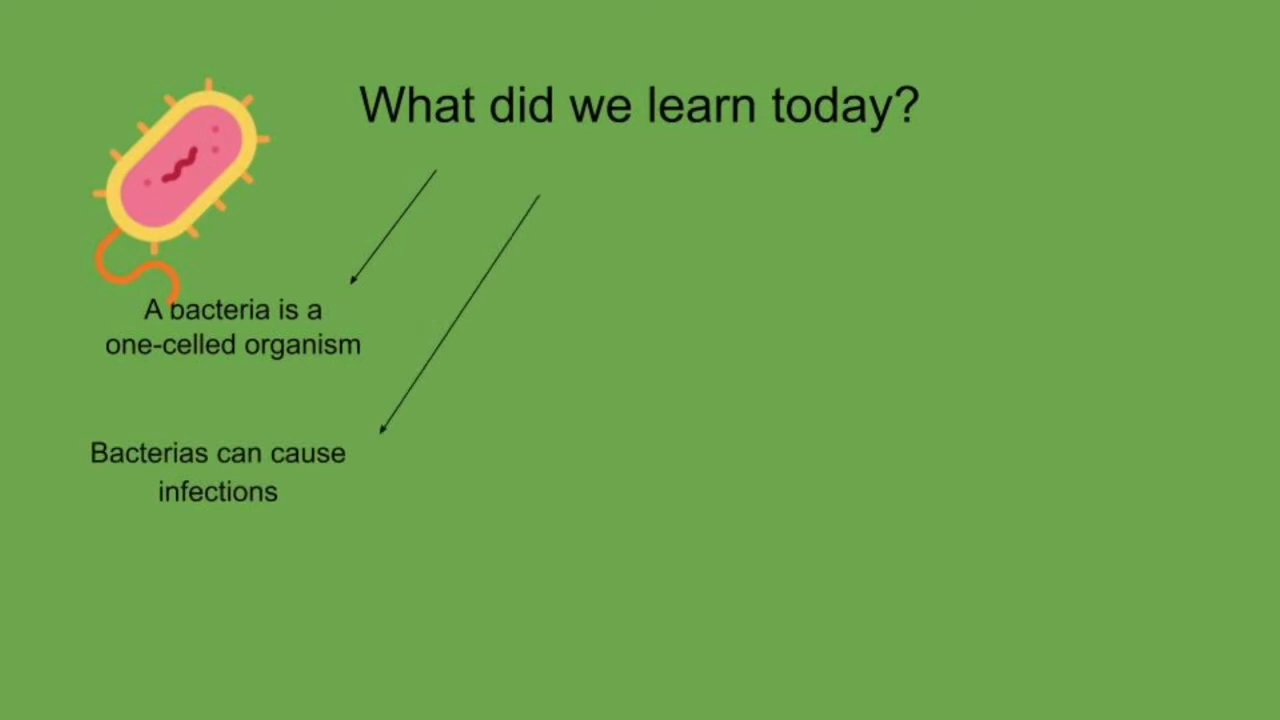 What did we learn today?
A bacteria is a
one-celled organism
Bacterias can cause
infections